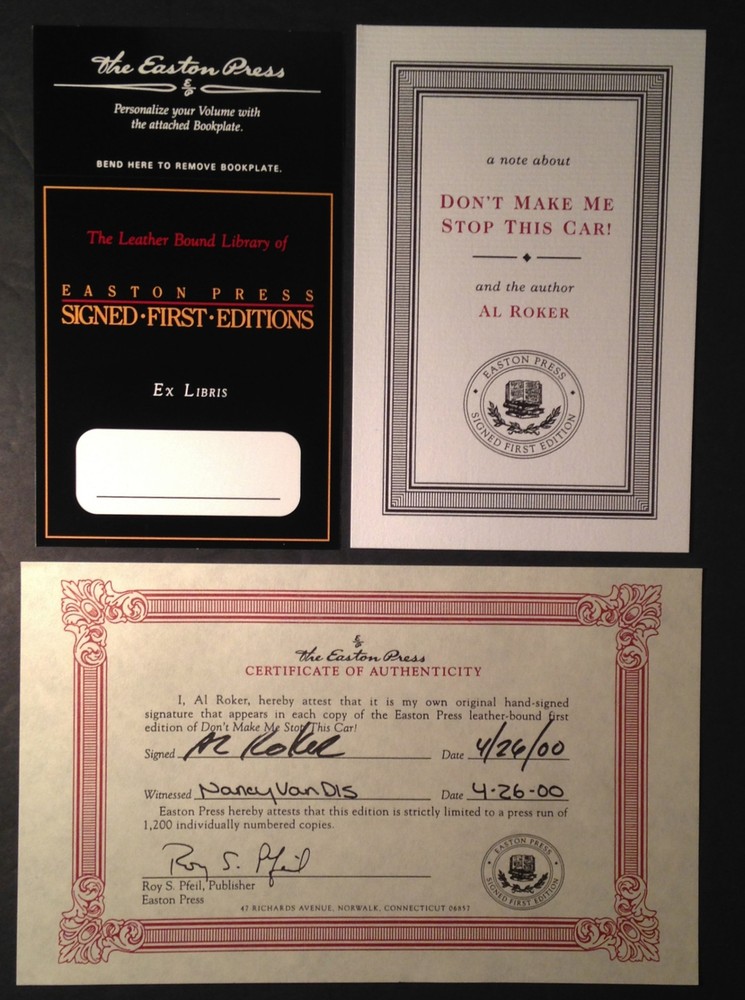 The Easton Press
E
P
Personalize your Volume with
the attached Bookplate.
BEND HERE TO REMOVE BOOKPLATE.
The Leather Bound Library of
EASTON PRESS
SIGNED·FIRST·EDITIONS
EX LIBRIS
a note about
DON'T MAKE ME
STOP THIS CAR!
and the author
AL ROKER
EASTON PRESS
SIGNED FIRST EDITION
E
P
The Easton Press
CERTIFICATE OF AUTHENTICITY
I, Al Roker, hereby attest that it is my own original hand-signed
signature that appears in each copy of the Easton Press leather-bound first
edition of Don't Make Me Stop This Car!
Signed Al Roker Date 4/26/00
Witnessed Nancy Van Dis Date 4-26-00
Easton Press hereby attests that this edition is strictly limited to a press run of
1,200 individually numbered copies.
Roy S. Pfeil
Roy S. Pfeil, Publisher
Easton Press
EASTON PRESS
SIGNED FIRST EDITION
47 RICHARDS AVENUE, NORWALK, CONNECTICUT 06857